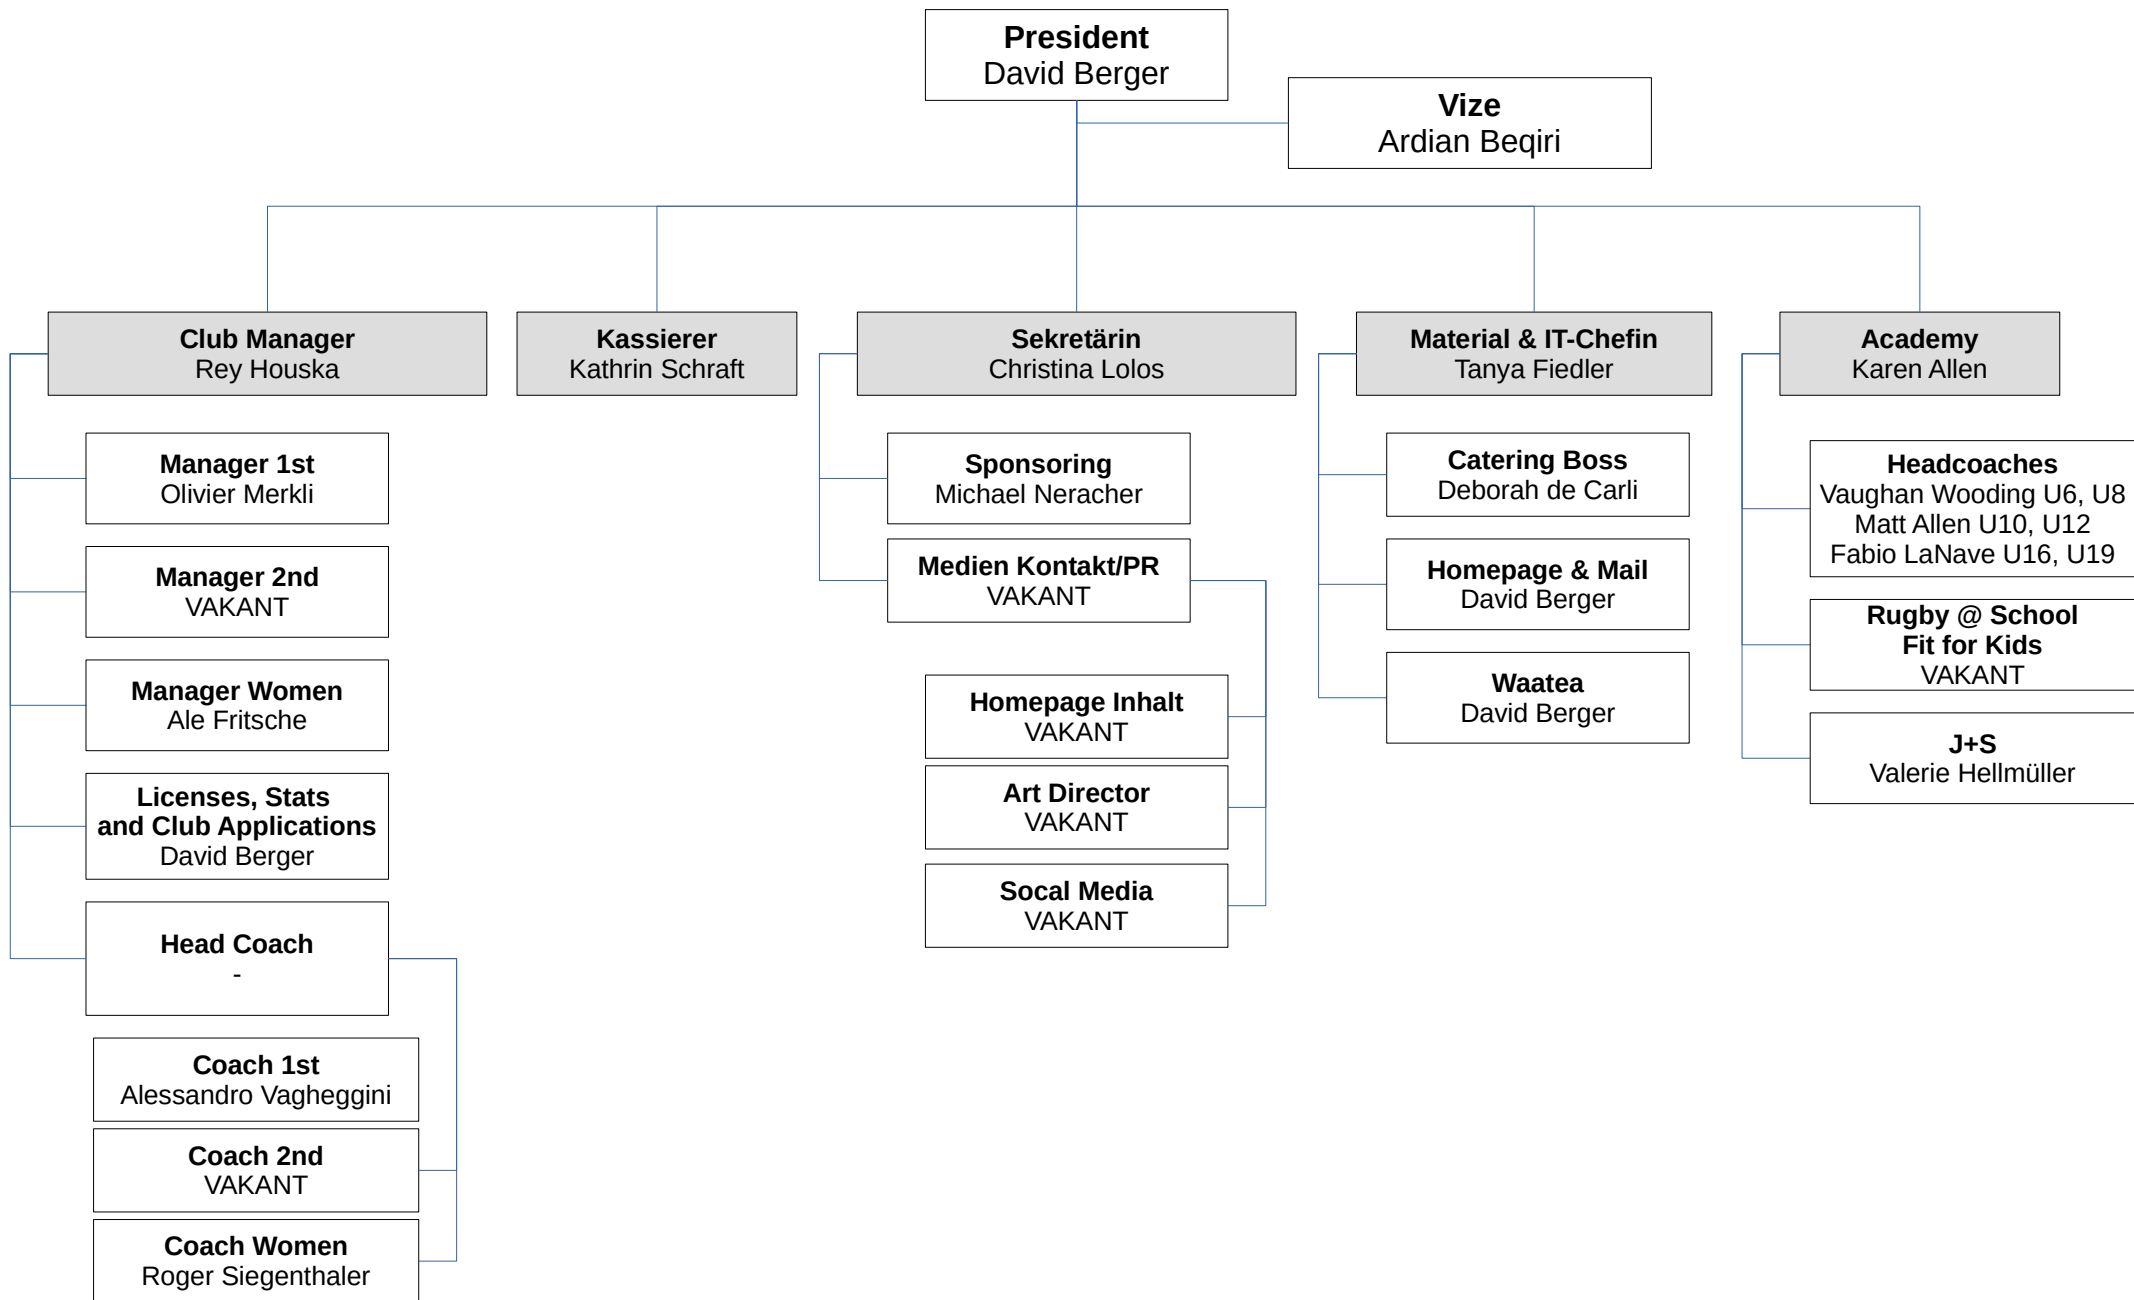 President
David Berger
Vize
Ardian Beqiri
Club Manager
Rey Houska
Kassierer
Kathrin Schraft
Sekretärin
Christina Lolos
Material & IT-Chefin
Tanya Fiedler
Academy
Karen Allen
Manager 1st
Olivier Merkli
Manager 2nd
VAKANT
Manager Women
Ale Fritsche
Licenses, Stats
and Club Applications
David Berger
Head Coach
-
Coach 1st
Alessandro Vagheggini
Coach 2nd
VAKANT
Coach Women
Roger Siegenthaler
Sponsoring
Michael Neracher
Medien Kontakt/PR
VAKANT
Homepage Inhalt
VAKANT
Art Director
VAKANT
Socal Media
VAKANT
Catering Boss
Deborah de Carli
Homepage & Mail
David Berger
Waatea
David Berger
Headcoaches
Vaughan Wooding U6, U8
Matt Allen U10, U12
Fabio LaNave U16, U19
Rugby @ School
Fit for Kids
VAKANT
J+S
Valerie Hellmüller